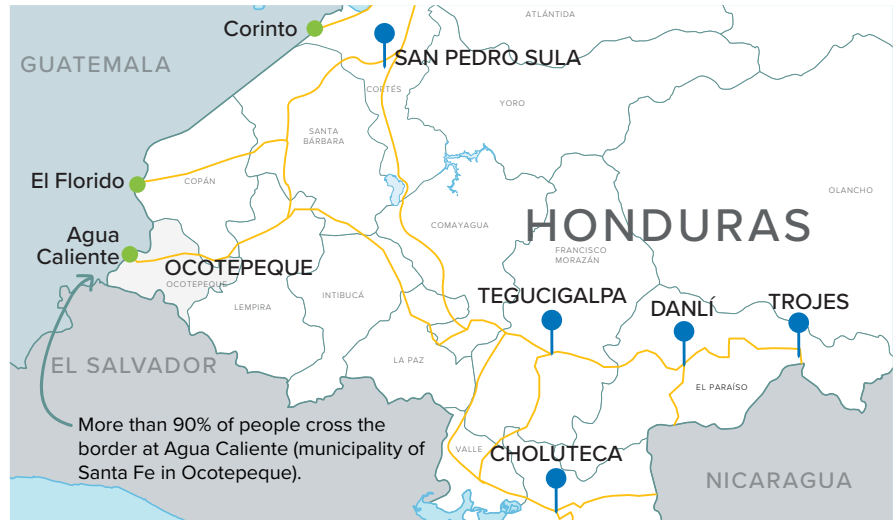 ATLÁNTIDA
Corinto
GUATEMALA
SAN PEDRO SULA
CORTÉS
YORO
SANTA
BÁRBARA
El Florido
COPÁN
OLANCHO
HONDURAS
COMAYAGUA
Agua
Caliente
FRANCISCO
MORAZÁN
OCOTEPEQUE
OCOTEPEQUE
INTIBUCÁ
LEMPIRA
TEGUCIGALPA
DANLÍ
TROJES
EL SALVADOR
LA PAZ
EL PARAÍSO
More than 90% of people cross the
border at Agua Caliente (municipality of
Santa Fe in Ocotepeque).
VALLE
CHOLUTECA
NICARAGUA